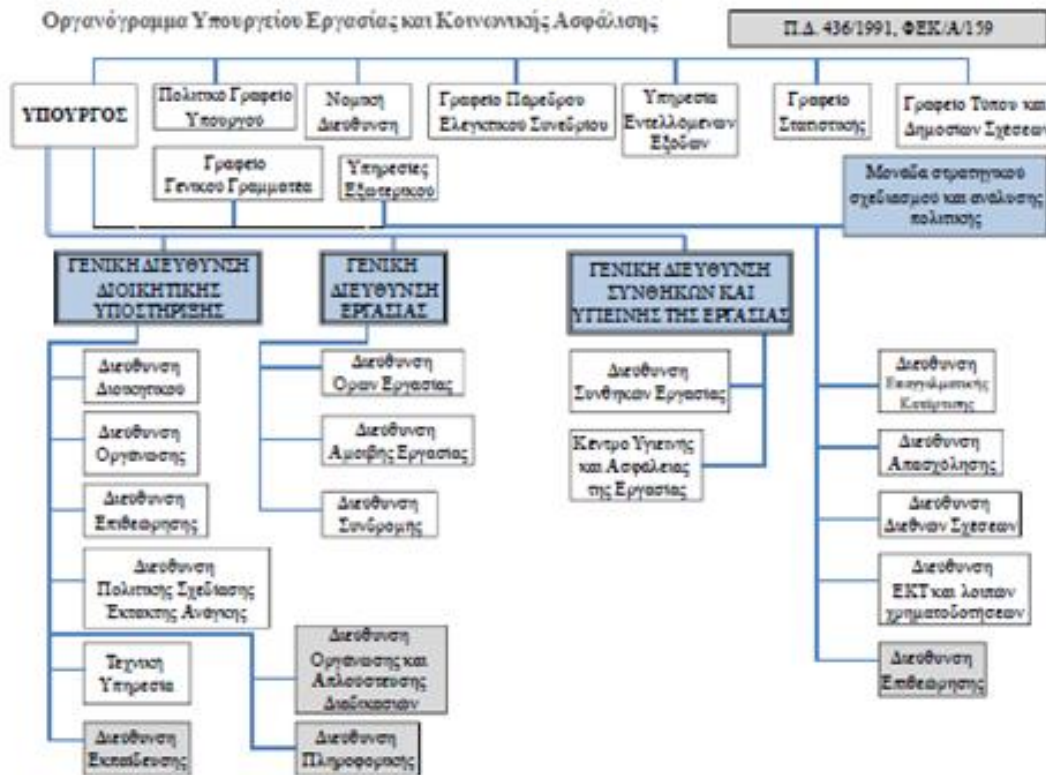 Οργανόγραμμα Υπουργείου Εργασίας και Κοινωνικής Ασφάλισης
Π.Δ. 436/1991, ΦΕΚ/Α/159
ΥΠΟΥΡΓΟΣ
Πολιτικό Γραφείο
Υπουργού
Νομική
Διεύθυνση
Γραφείο Πάρεδρου
Ελεγκτικού Συνεδρίου
Υπηρεσία
Εντελλόμενων
Εξόδων
Γραφείο
Στατιστικής
Γραφείο Τύπου και
Δημοσίων Σχέσεων
Γραφείο
Γενικού Γραμματέα
Υπηρεσίες
Εξωτερικού
Μονάδα στρατηγικού
σχεδιασμού και ανάλυσης
πολιτικής
ΓΕΝΙΚΗ ΔΙΕΥΘΥΝΣΗ
ΔΙΟΙΚΗΤΙΚΗΣ
ΥΠΟΣΤΗΡΙΞΗΣ
ΓΕΝΙΚΗ
ΔΙΕΥΘΥΝΣΗ
ΕΡΓΑΣΙΑΣ
ΓΕΝΙΚΗ ΔΙΕΥΘΥΝΣΗ
ΣΥΝΘΗΚΩΝ ΚΑΙ
ΥΓΙΕΙΝΗΣ ΤΗΣ ΕΡΓΑΣΙΑΣ
Διεύθυνση
Διοικητικού
Διεύθυνση
Οργάνωσης
Διεύθυνση
Επιθεώρησης
Διεύθυνση
Πολιτικής Σχεδίασης
Έκτακτης Ανάγκης
Τεχνική
Υπηρεσία
Διεύθυνση
Εκπαίδευσης
Διεύθυνση
Όρων Εργασίας
Διεύθυνση
Αμοιβής Εργασίας
Διεύθυνση
Συνδρομής
Διεύθυνση
Οργάνωσης και
Απλούστευσης
Διαδικασιών
Διεύθυνση
Πληροφορικής
Διεύθυνση
Συνθηκών Εργασίας
Κέντρο Υγιεινής
και Ασφάλειας
της Εργασίας
Διεύθυνση
Επαγγελματικής
Κατάρτισης
Διεύθυνση
Απασχόλησης
Διεύθυνση
Διεθνών Σχέσεων
Διεύθυνση
ΕΚΤ και λοιπών
χρηματοδοτήσεων
Διεύθυνση
Επιθεώρησης